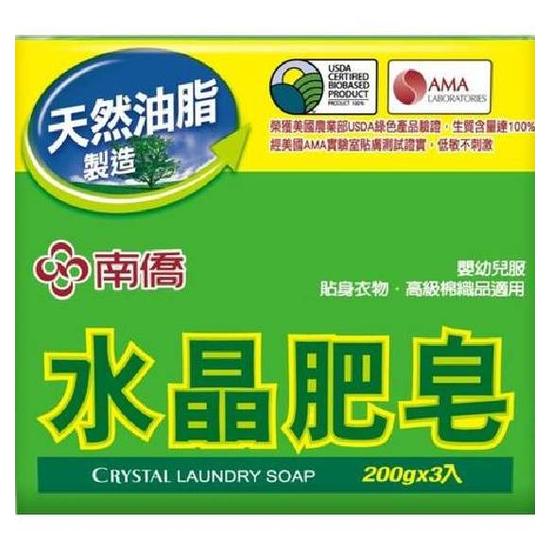 天然油脂
製造
USDA
CERTIFIED
BIOBASED
PRODUCT
PRODUCT 100%
AMA
LABORATORIES
榮獲美國農業部USDA綠色產品驗證，生質含量達100%
經美國AMA實驗室貼膚測試證實，低敏不刺激
南僑
嬰幼兒服
貼身衣物．高級棉織品適用
水晶肥皂
CRYSTAL LAUNDRY SOAP
200gx3入